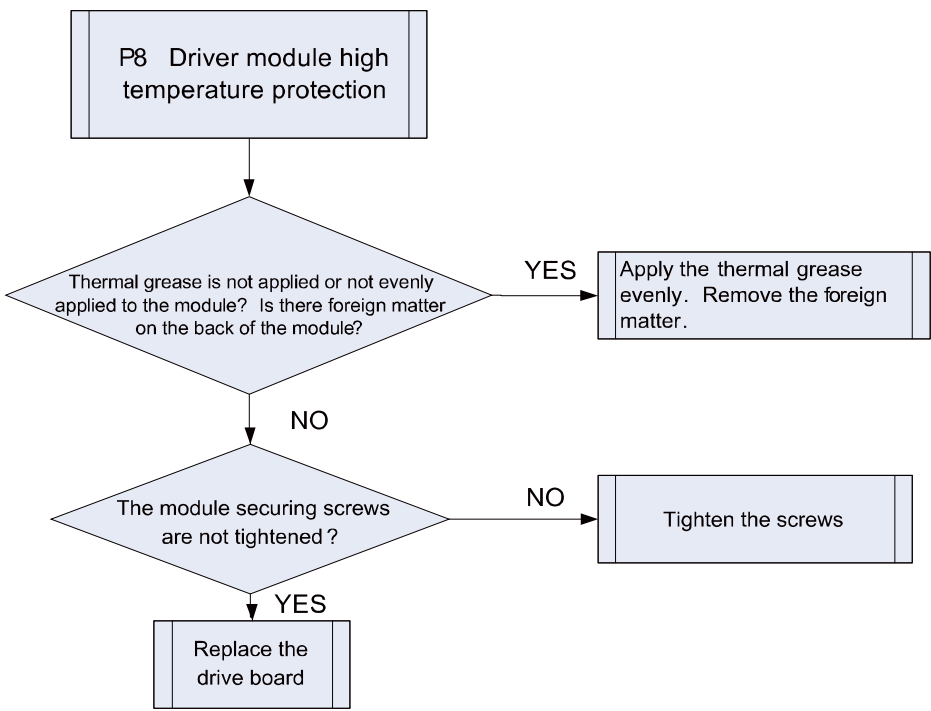 P8 Driver module high
temperature protection
Thermal grease is not applied or not evenly
applied to the module? Is there foreign matter
on the back of the module?
YES
Apply the thermal grease
evenly. Remove the foreign
matter.
NO
The module securing screws
are not tightened ?
NO
Tighten the screws
YES
Replace the
drive board